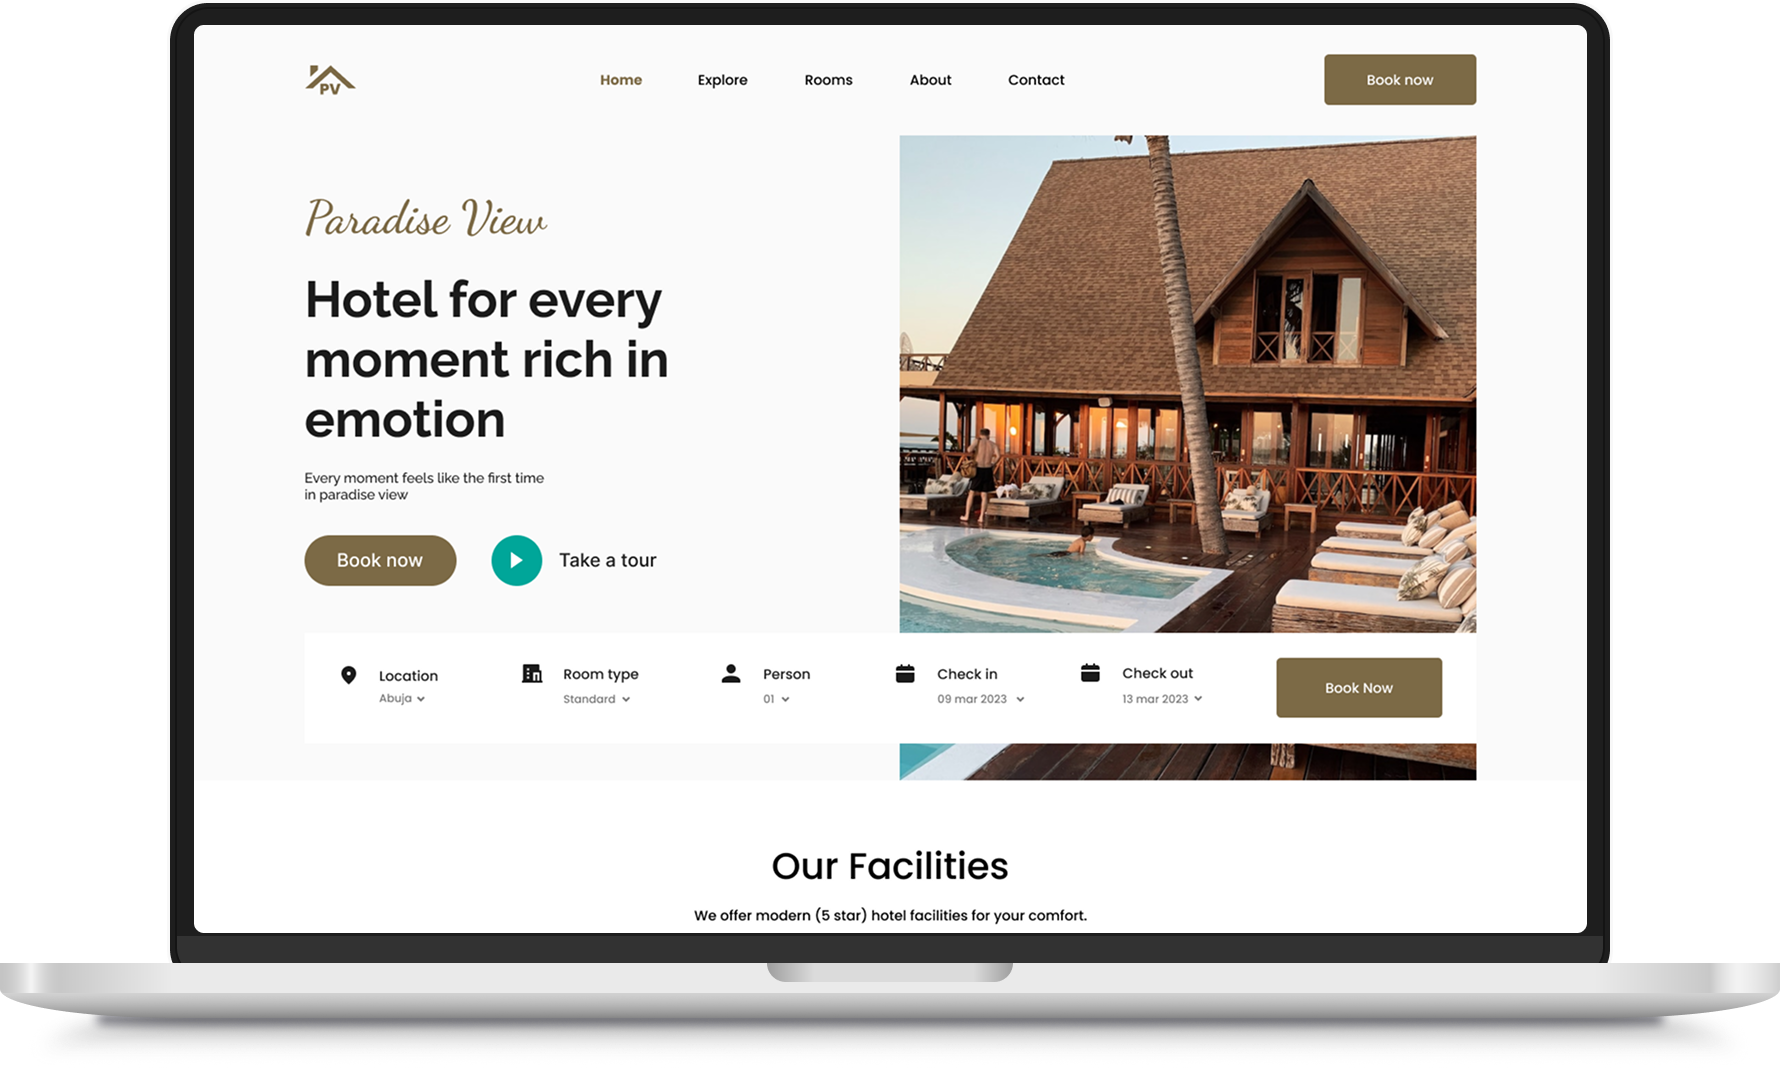 PV
Home Explore Rooms About Contact Book now
Paradise View
Hotel for every
moment rich in
emotion
Every moment feels like the first time
in paradise view
Book now Take a tour
Location Room type Person Check in Check out Book Now
Abuja Standard 01 09 mar 2023 13 mar 2023
Our Facilities
We offer modern (5 star) hotel facilities for your comfort.